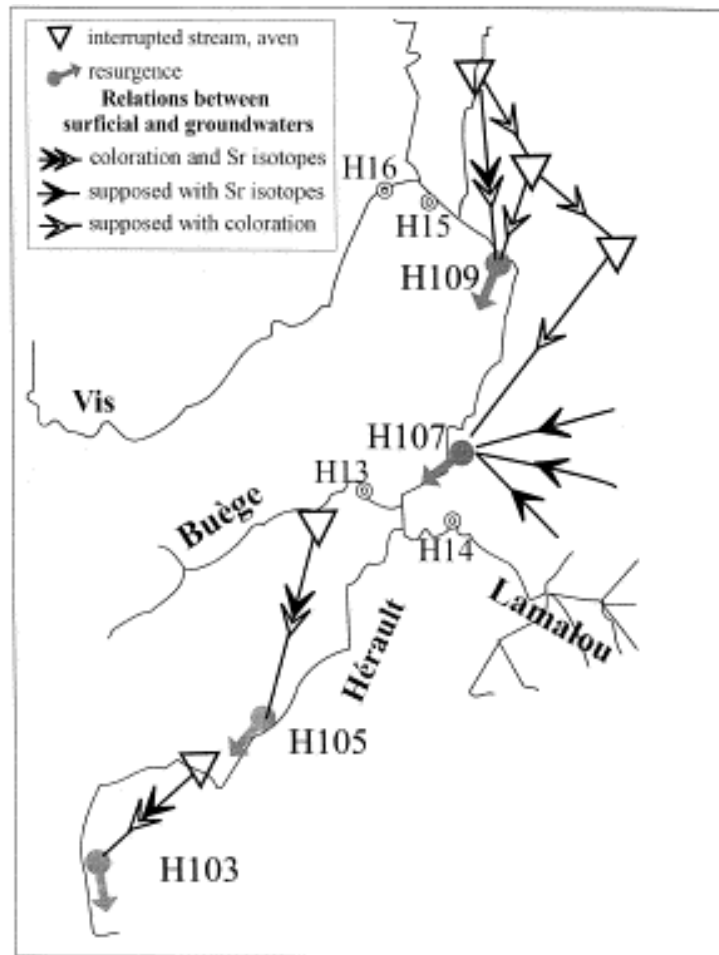 interrupted stream, aven
resurgence
Relations between
surficial and groundwaters
coloration and Sr isotopes
supposed with Sr isotopes
supposed with coloration
H16
H15
H109
Vis
H107
H13
Buège
H14
Lamalou
Hérault
H105
H103